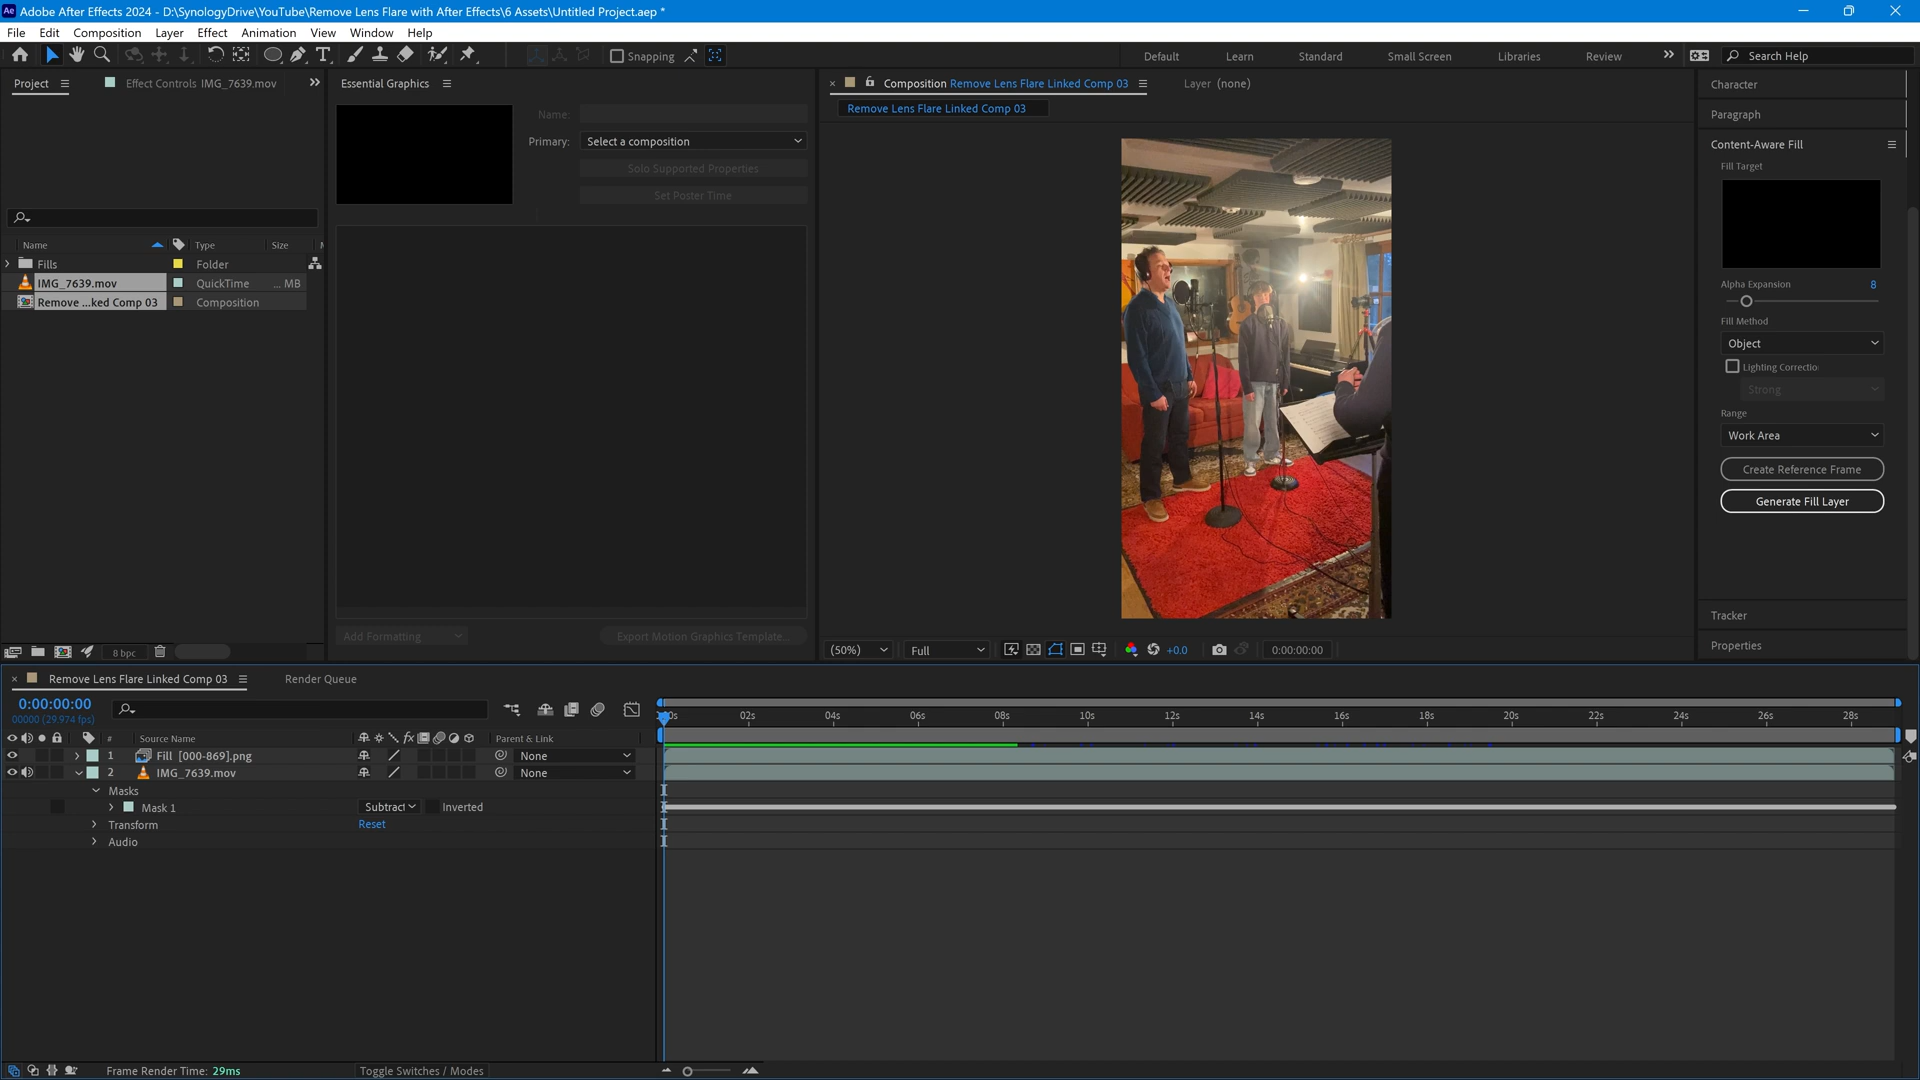 Ae Adobe After Effects 2024 - D:\SynologyDrive\YouTube\Remove Lens Flare with After Effects\6 Assets\Untitled Project.aep *
File Edit Composition Layer Effect Animation View Window Help
Snapping Default Learn Standard Small Screen Libraries Review Search Help
Project Effect Controls IMG_7639.mov
Name Type Size
Fills Folder
IMG_7639.mov QuickTime ... MB
Remove ...ked Comp 03 Composition
8 bpc
Essential Graphics
Name:
Primary: Select a composition
Solo Supported Properties
Set Poster Time
Add Formatting Export Motion Graphics Template...
Composition Remove Lens Flare Linked Comp 03 Layer (none)
Remove Lens Flare Linked Comp 03
(50%) Full +0.0 0:00:00:00
Character
Paragraph
Content-Aware Fill
Fill Target
Alpha Expansion 8
Fill Method
Object
Lighting Correctio
Strong
Range
Work Area
Create Reference Frame
Generate Fill Layer
Tracker
Properties
Remove Lens Flare Linked Comp 03 Render Queue
0:00:00:00
00000 (29.974 fps)
02s 04s 06s 08s 10s 12s 14s 16s 18s 20s 22s 24s 26s 28s
# Source Name fx Parent & Link
1 Fill [000-869].png None
2 IMG_7639.mov None
Masks
Mask 1 Subtract Inverted
Transform Reset
Audio
Frame Render Time: 29ms Toggle Switches / Modes